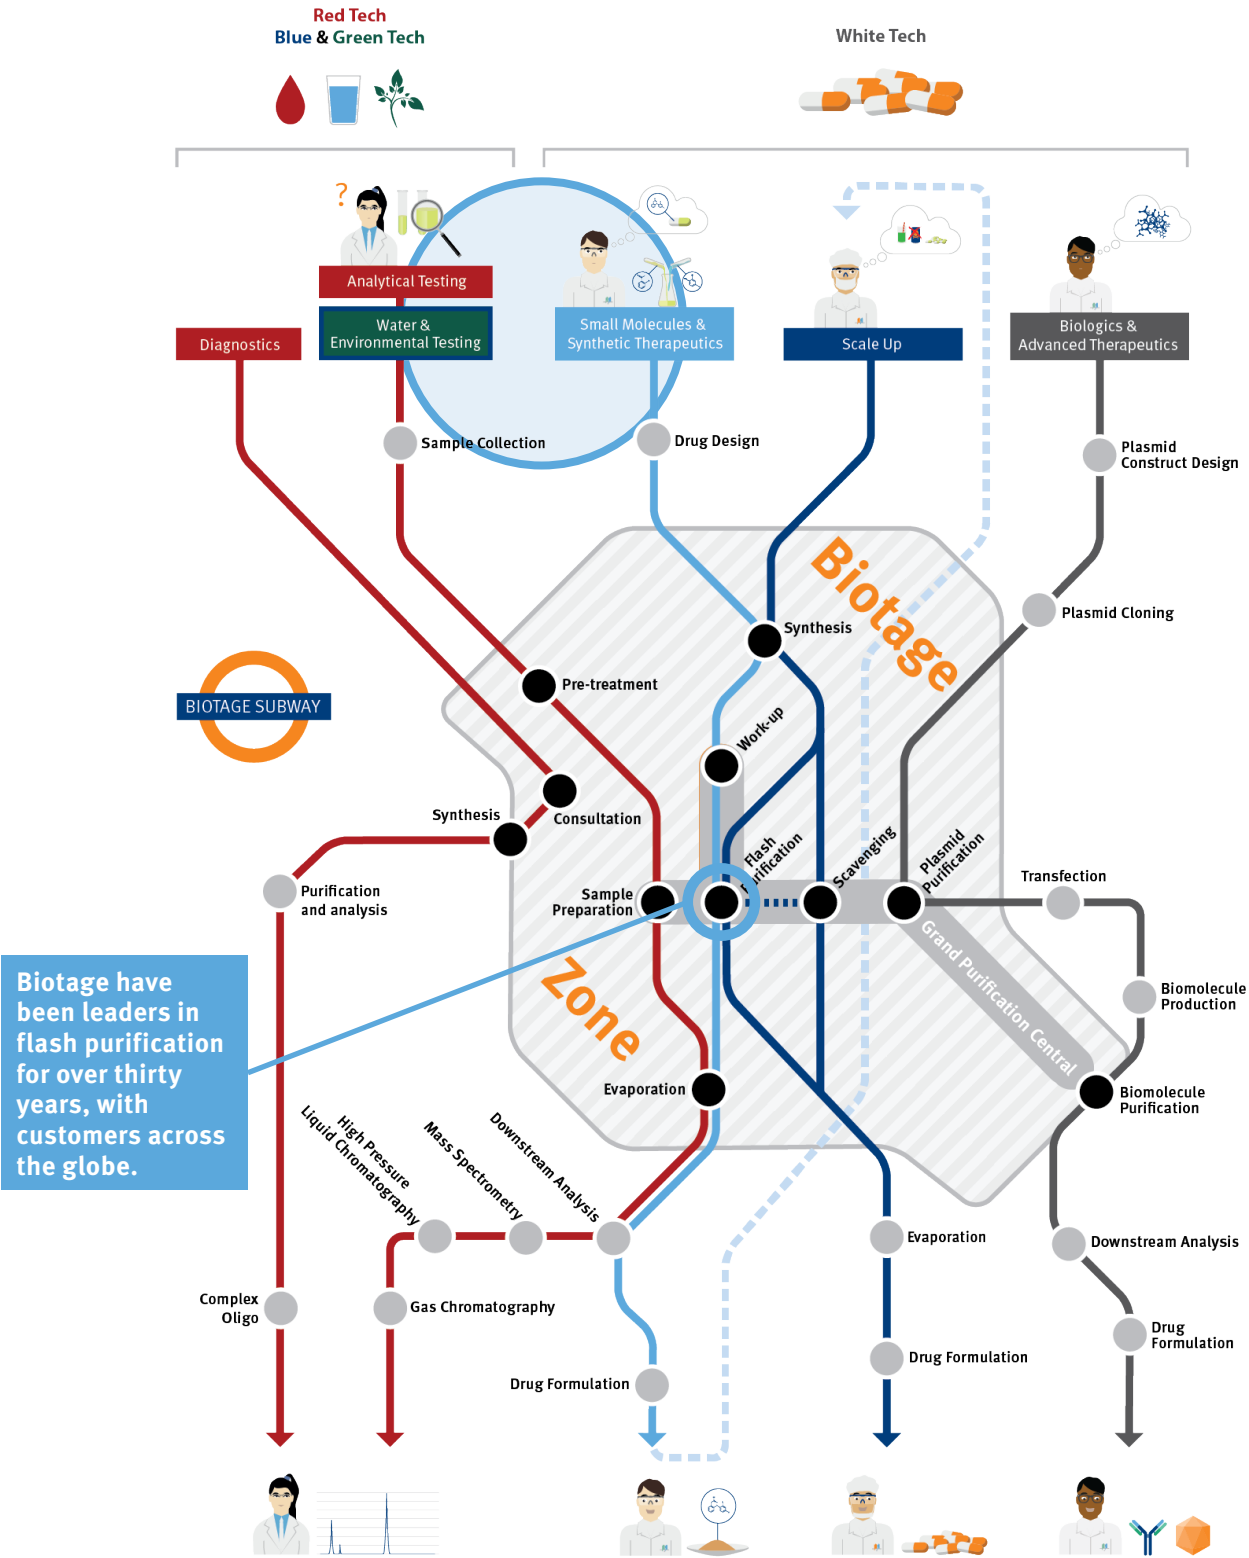 Red Tech
Blue & Green Tech
White Tech
?
Analytical Testing
Water &
Environmental Testing
Diagnostics
Small Molecules &
Synthetic Therapeutics
Scale Up
Biologics &
Advanced Therapeutics
Sample Collection
Drug Design
Plasmid
Construct Design
Biotage
Plasmid Cloning
Synthesis
Pre-treatment
BIOTAGE SUBWAY
Work-up
Consultation
Synthesis
Flash
Purification
Scavenging
Plasmid
Purification
Purification
and analysis
Sample
Preparation
Transfection
Grand Purification Central
Biomolecule
Production
Zone
Biotage have
been leaders in
flash purification
for over thirty
years, with
customers across
the globe.
Evaporation
Biomolecule
Purification
High Pressure
Liquid Chromatography
Mass Spectrometry
Downstream Analysis
Evaporation
Downstream Analysis
Complex
Oligo
Gas Chromatography
Drug
Formulation
Drug Formulation
Drug Formulation